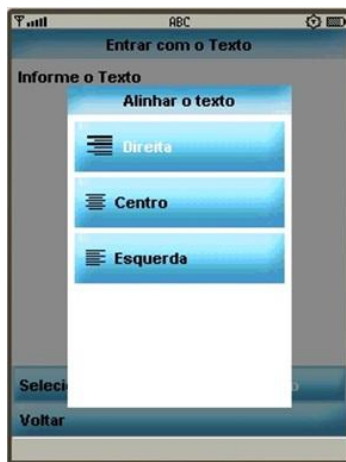 ABC
Entrar com o Texto
Informe o Texto
Alinhar o texto
Direita
Centro
Esquerda
Voltar